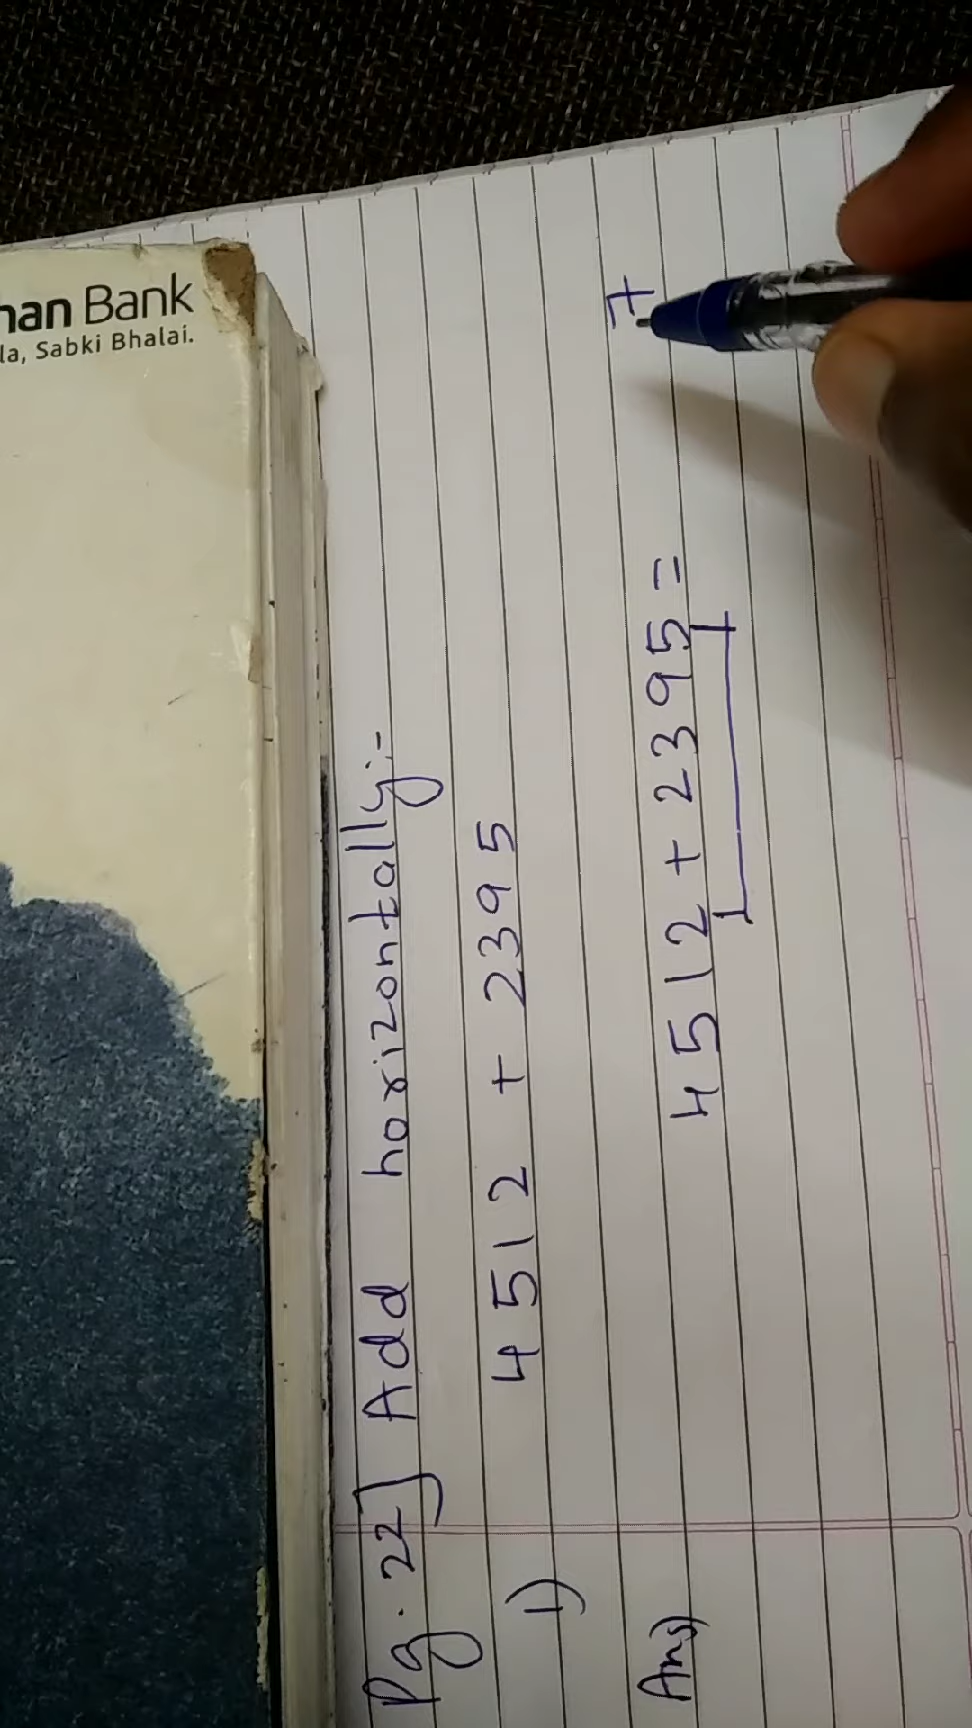 han Bank
la, Sabki Bhalai.
Pg. 22] Add horizontally:-
1) 4512 + 2395
7
Ans) 4512 + 2395 =